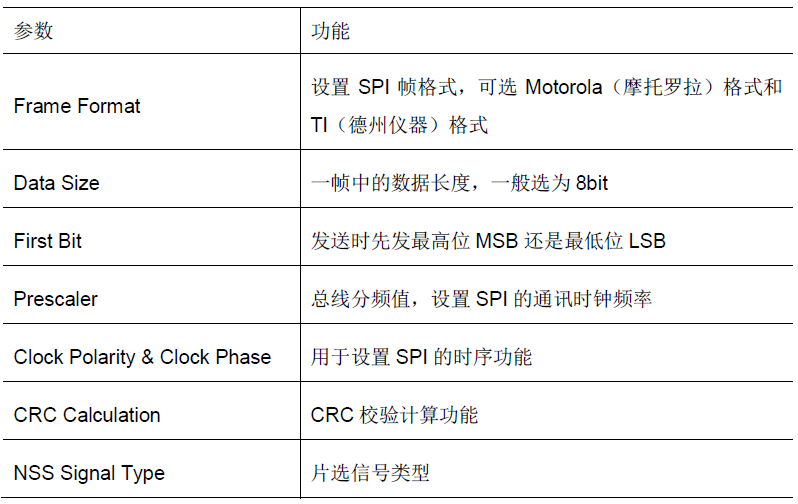 参数 功能
Frame Format 设置 SPI 帧格式，可选 Motorola（摩托罗拉）格式和
TI（德州仪器）格式
Data Size 一帧中的数据长度，一般选为 8bit
First Bit 发送时先发最高位 MSB 还是最低位 LSB
Prescaler 总线分频值，设置 SPI 的通讯时钟频率
Clock Polarity & Clock Phase 用于设置 SPI 的时序功能
CRC Calculation CRC 校验计算功能
NSS Signal Type 片选信号类型